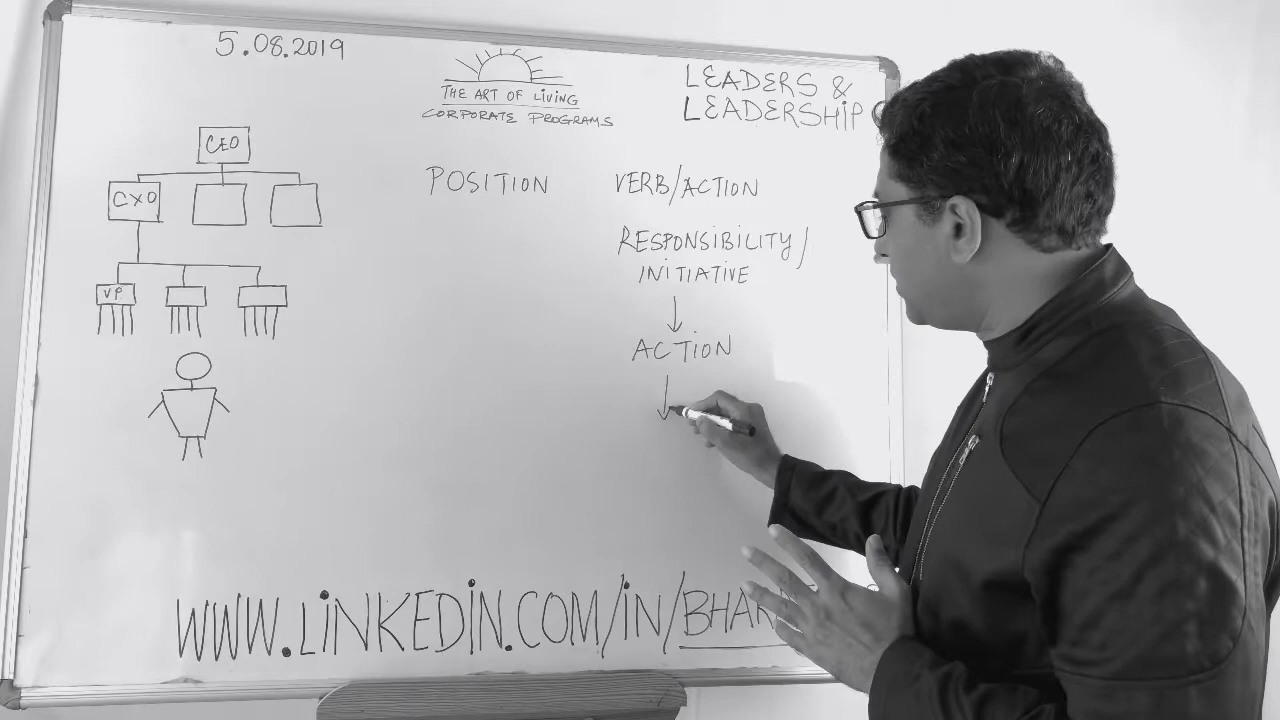 5.08.2019
THE ART OF LiViNG
CORPORATE PROGRAMS
LEADERS &
LEADERSHiP
CEO
CXO
VP
POSITION
VERB/ACTION
RESPONSIBILITY/
INITIATIVE
ACTION
WWW.LiNKEDiN.COM/iN/